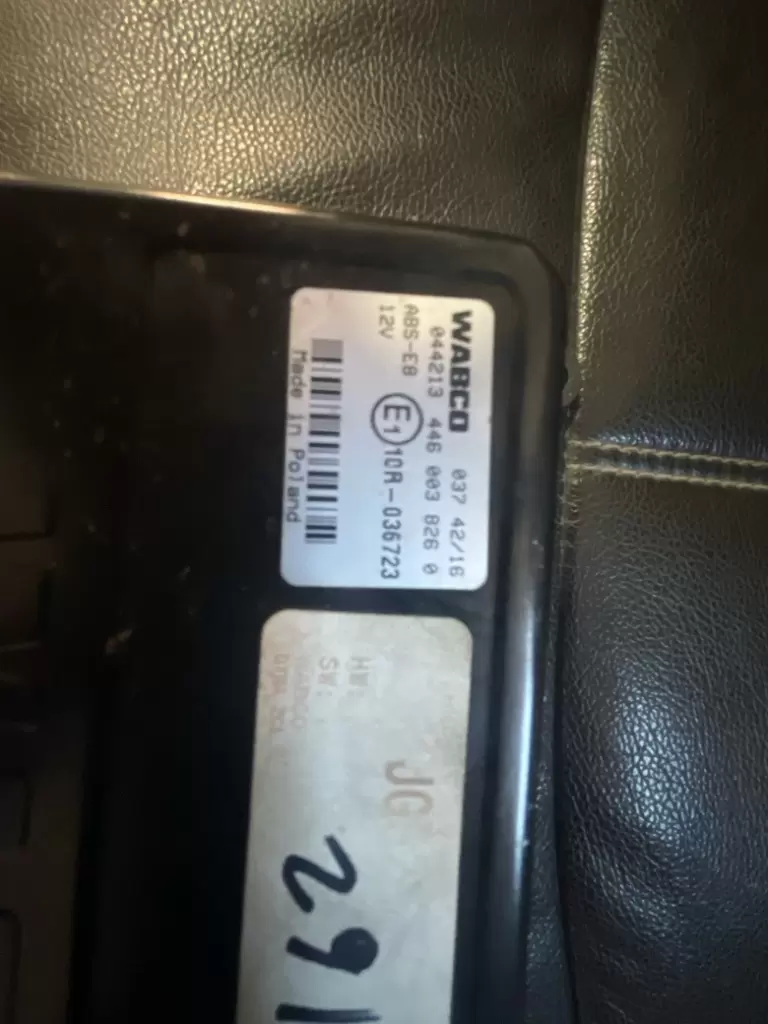 WABCO 037 42/16
044213 446 003 826 0
ABS-E8
12V
E1 10R-036723
Made in Poland
HW:
SW:
WABCO
JG
291